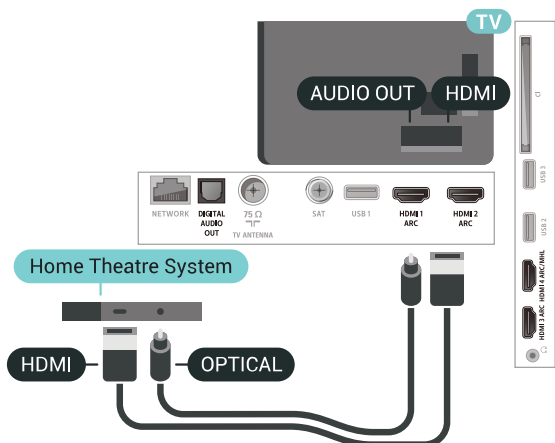 TV
AUDIO OUT
HDMI
NETWORK
DIGITAL
AUDIO
OUT
75 Ω
TV ANTENNA
SAT
USB 1
HDMI 1
ARC
HDMI 2
ARC
CI
USB 3
USB 2
HDMI 4 ARC/MHL
HDMI 3 ARC
Home Theatre System
HDMI
OPTICAL